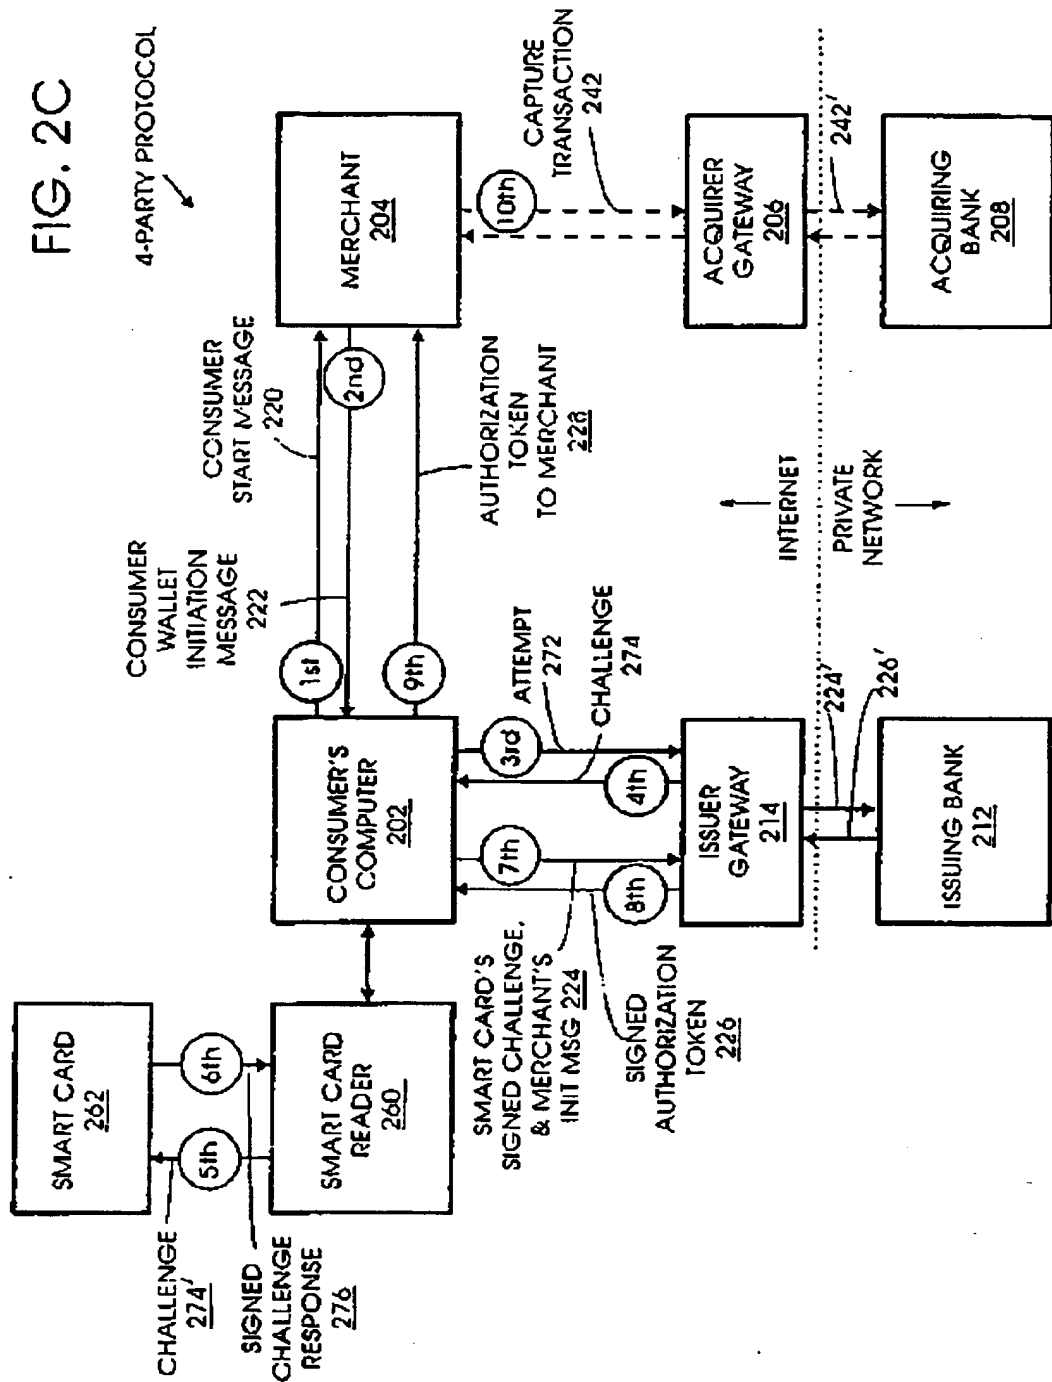 FIG. 2C
4-PARTY PROTOCOL
SMART CARD
262
CHALLENGE
274'
5th
6th
SIGNED
CHALLENGE
RESPONSE
276
SMART CARD
READER
260
CONSUMER'S
COMPUTER
202
CONSUMER
WALLET
INITIATION
MESSAGE
222
CONSUMER
START MESSAGE
220
1st
2nd
9th
AUTHORIZATION
TOKEN
TO MERCHANT
228
MERCHANT
204
10th
CAPTURE
TRANSACTION
242
ACQUIRER
GATEWAY
206
242'
ACQUIRING
BANK
208
3rd
ATTEMPT
272
4th
CHALLENGE
274
7th
8th
SMART CARD'S
SIGNED CHALLENGE,
& MERCHANT'S
INIT MSG 224
SIGNED
AUTHORIZATION
TOKEN
226
ISSUER
GATEWAY
214
224'
226'
ISSUING BANK
212
INTERNET
PRIVATE
NETWORK